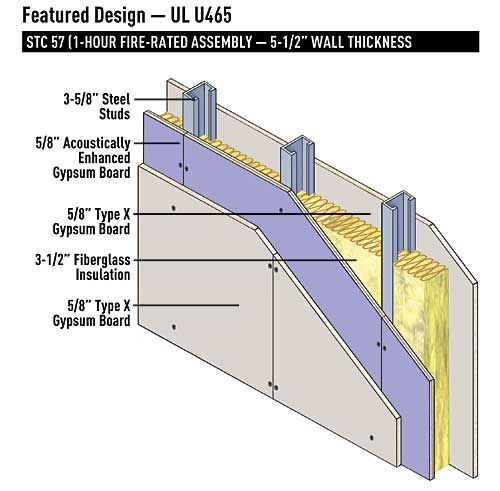 Featured Design — UL U465
STC 57 (1-HOUR FIRE-RATED ASSEMBLY — 5-1/2" WALL THICKNESS
3-5/8" Steel
Studs
5/8" Acoustically
Enhanced
Gypsum Board
5/8" Type X
Gypsum Board
3-1/2" Fiberglass
Insulation
5/8" Type X
Gypsum Board